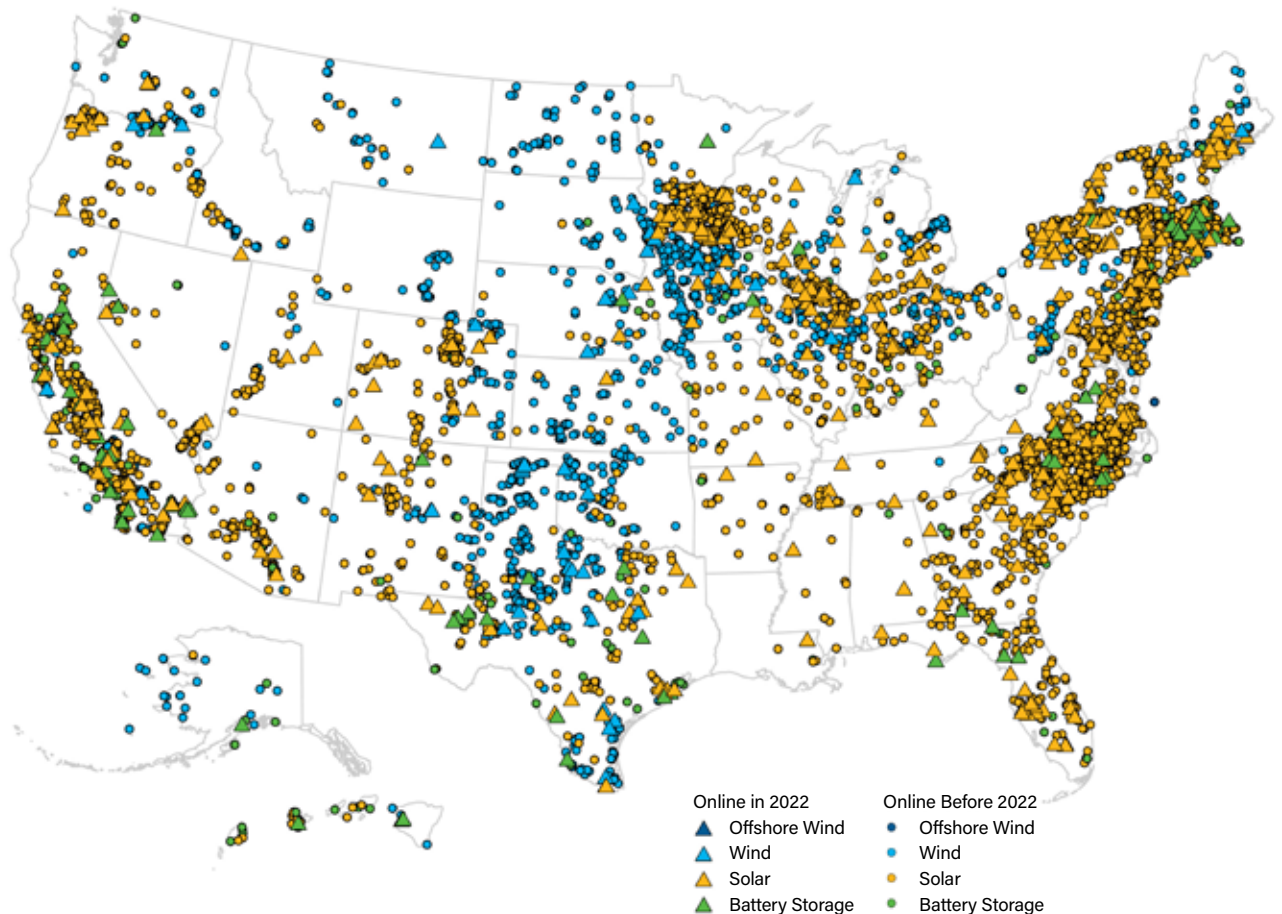 Online in 2022
Offshore Wind
Wind
Solar
Battery Storage
Online Before 2022
Offshore Wind
Wind
Solar
Battery Storage